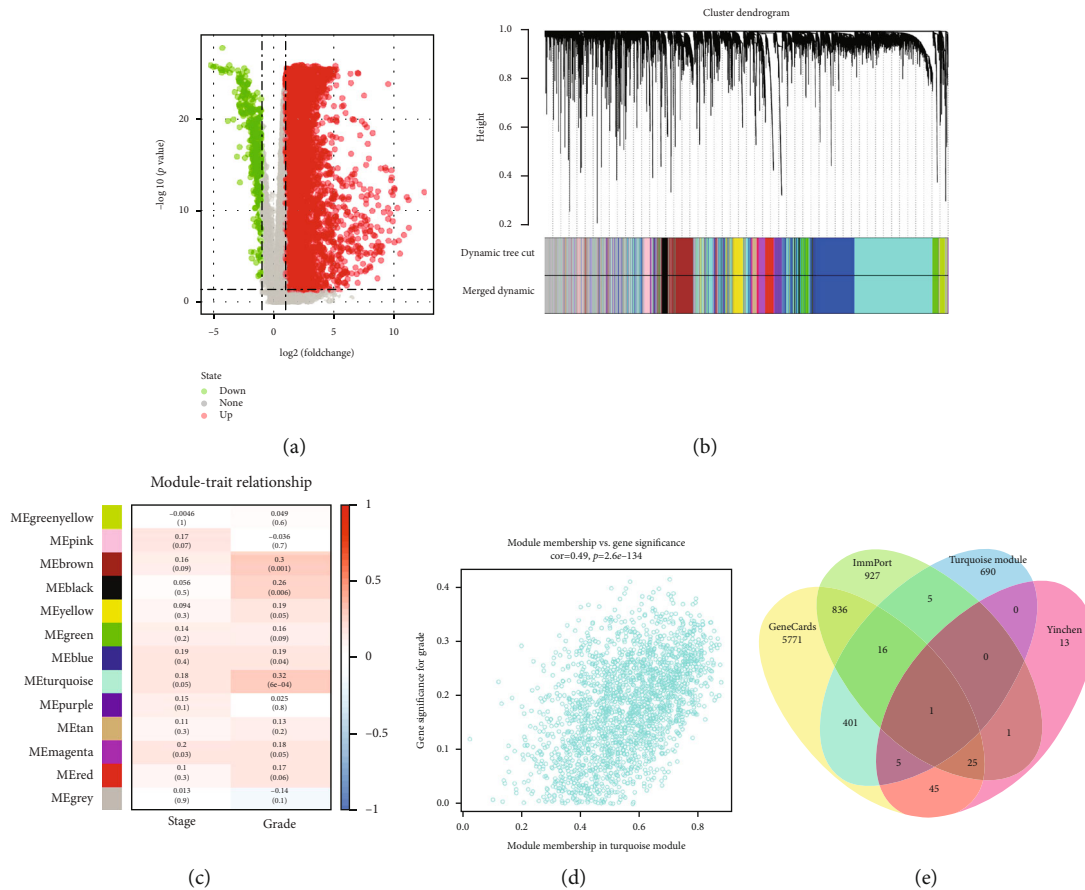 20
10
0
−5
0
5
10
−log 10 (p value)
log2 (foldchange)
State
Down
None
Up
(a)
Cluster dendrogram
1.0
0.8
0.6
0.4
0.2
Height
Dynamic tree cut
Merged dynamic
(b)
Module-trait relationship
MEgreenyellow
−0.0046
(1)
0.049
(0.6)
MEpink
0.17
(0.07)
−0.036
(0.7)
MEbrown
0.16
(0.09)
0.3
(0.001)
MEblack
0.056
(0.5)
0.26
(0.006)
MEyellow
0.094
(0.3)
0.19
(0.05)
MEgreen
0.14
(0.2)
0.16
(0.09)
MEblue
0.19
(0.4)
0.19
(0.04)
MEturquoise
0.18
(0.05)
0.32
(6e−04)
MEpurple
0.15
(0.1)
0.025
(0.8)
MEtan
0.11
(0.3)
0.13
(0.2)
MEmagenta
0.2
(0.03)
0.18
(0.05)
MEred
0.1
(0.3)
0.17
(0.06)
MEgrey
0.013
(0.9)
−0.14
(0.1)
Stage
Grade
1
0.5
0
−0.5
−1
(c)
Module membership vs. gene significance
cor=0.49, p=2.6e−134
0.4
0.3
0.2
0.1
0.0
Gene significance for grade
0.0
0.2
0.4
0.6
0.8
Module membership in turquoise module
(d)
ImmPort
927
Turquoise module
690
GeneCards
5771
Yinchen
13
836
5
0
16
0
401
1
1
5
25
45
(e)